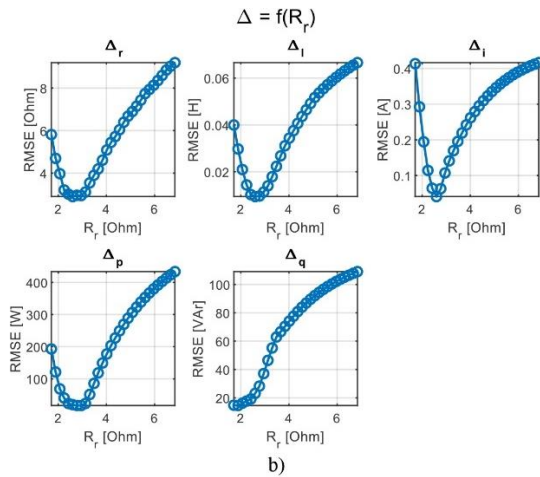 Δ = f(R_r)
Δ_r
Δ_l
Δ_i
RMSE [Ohm]
8
6
4
2 4 6
R_r [Ohm]
RMSE [H]
0.06
0.04
0.02
2 4 6
R_r [Ohm]
RMSE [A]
0.4
0.3
0.2
0.1
2 4 6
R_r [Ohm]
Δ_p
Δ_q
RMSE [W]
400
300
200
100
2 4 6
R_r [Ohm]
RMSE [VAr]
100
80
60
40
20
2 4 6
R_r [Ohm]
b)